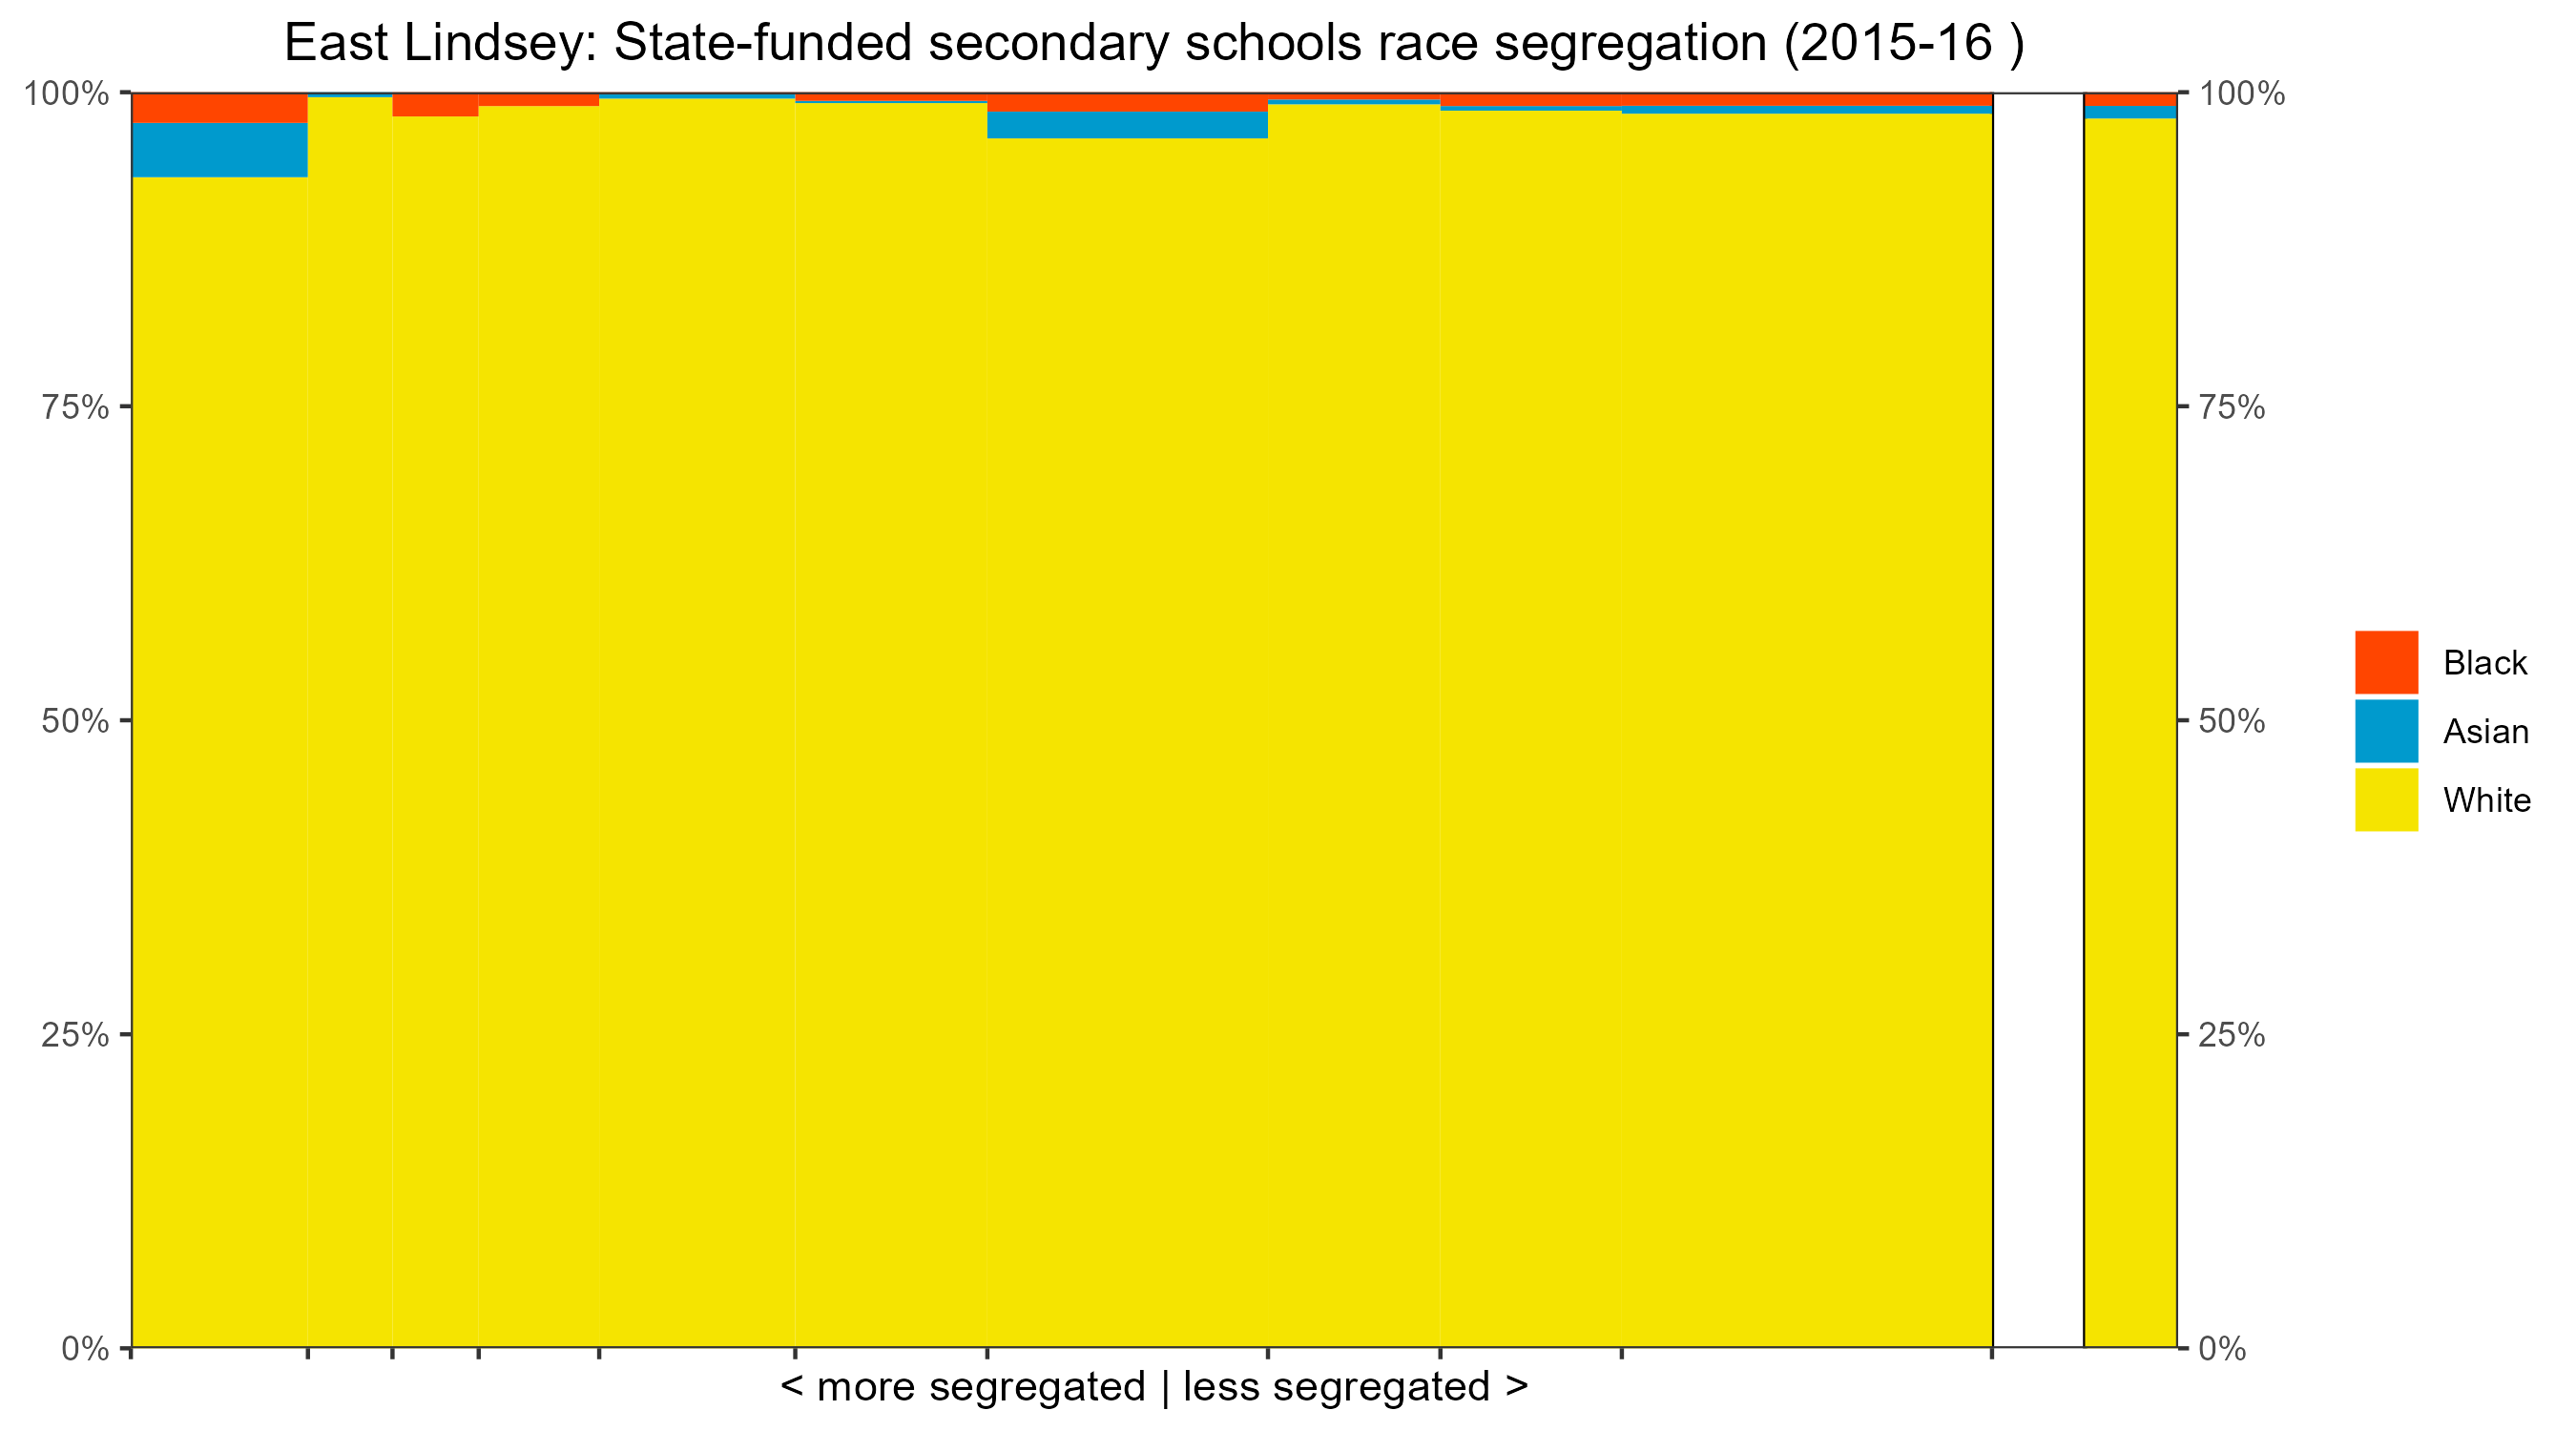 East Lindsey: State-funded secondary schools race segregation (2015-16 )
100%
75%
50%
25%
0%
100%
75%
50%
25%
0%
Black
Asian
White
< more segregated | less segregated >